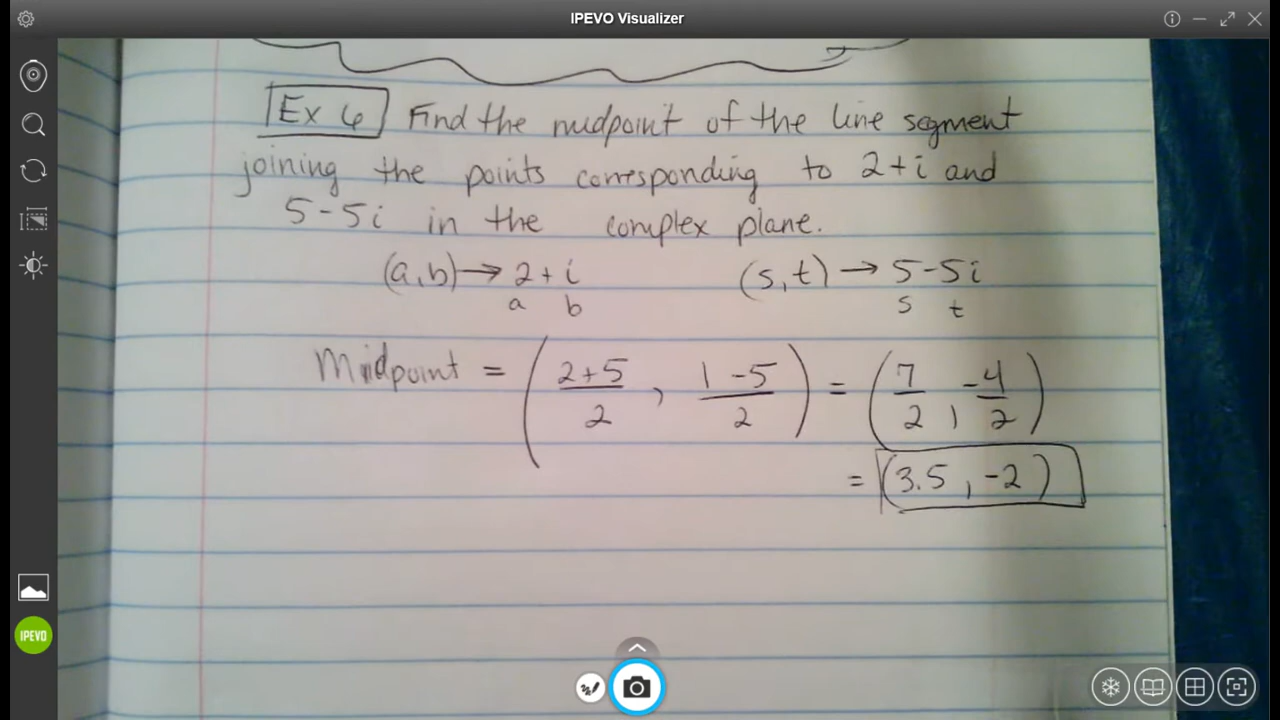 IPEVO Visualizer
Ex 6 Find the midpoint of the line segment
joining the points corresponding to 2+i and
5-5i in the complex plane.
(a,b)→ 2+i (s,t) → 5-5i
a b s t
Midpoint = (2+5/2, 1-5/2) = (7/2, -4/2)
= (3.5, -2)
IPEVO